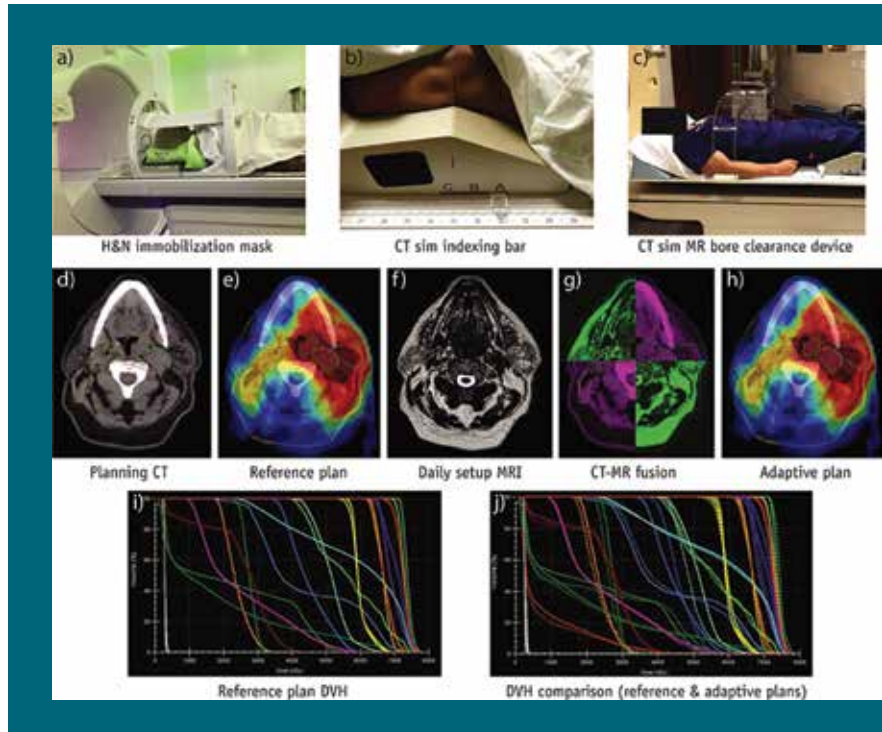 a)
b)
c)
C B A
H&N immobilization mask
CT sim indexing bar
CT sim MR bore clearance device
d)
e)
f)
g)
h)
Planning CT
Reference plan
Daily setup MRI
CT-MR fusion
Adaptive plan
i)
j)
Reference plan DVH
DVH comparison (reference & adaptive plans)